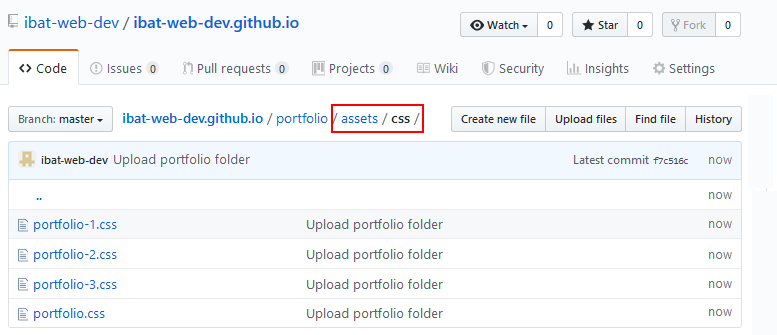 ibat-web-dev / ibat-web-dev.github.io Watch 0 Star 0 Fork 0
Code Issues 0 Pull requests 0 Projects 0 Wiki Security Insights Settings
Branch: master ibat-web-dev.github.io / portfolio / assets / css / Create new file Upload files Find file History
ibat-web-dev Upload portfolio folder Latest commit f7c516c now
.. now
portfolio-1.css Upload portfolio folder now
portfolio-2.css Upload portfolio folder now
portfolio-3.css Upload portfolio folder now
portfolio.css Upload portfolio folder now